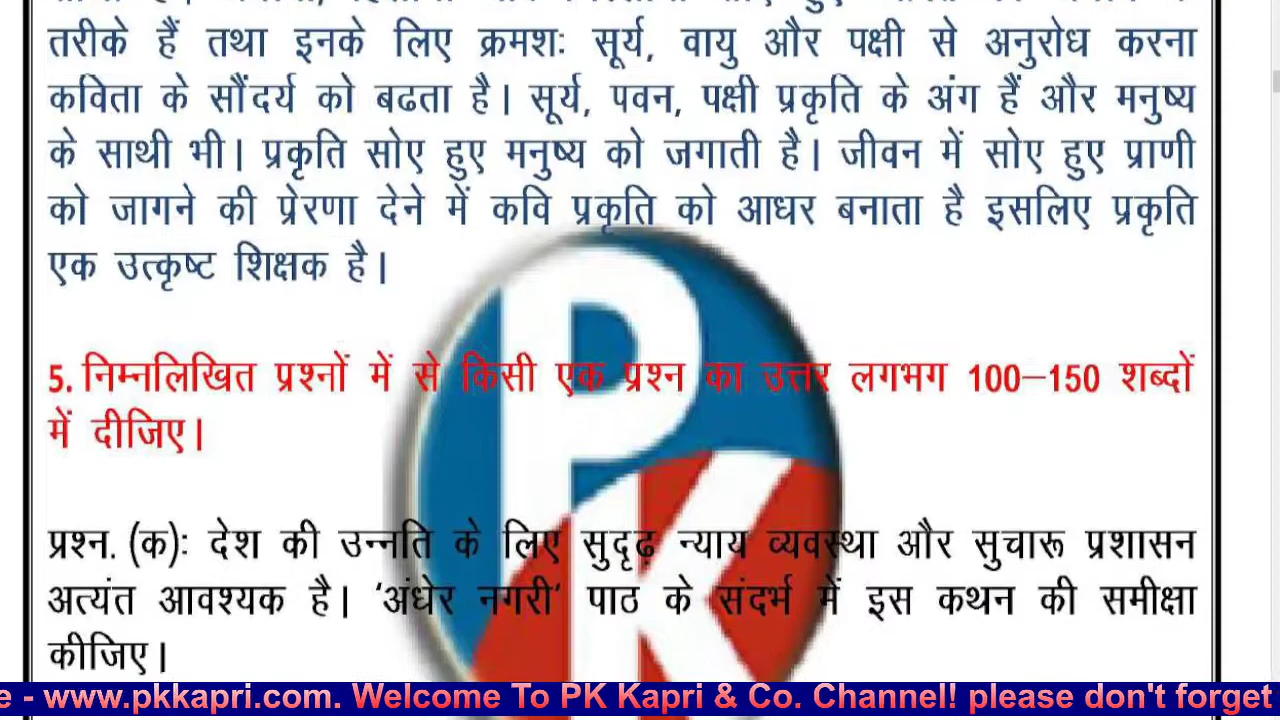 तरीके हैं तथा इनके लिए क्रमशः सूर्य, वायु और पक्षी से अनुरोध करना
कविता के सौंदर्य को बढता है। सूर्य, पवन, पक्षी प्रकृति के अंग हैं और मनुष्य
के साथी भी। प्रकृति सोए हुए मनुष्य को जगाती है। जीवन में सोए हुए प्राणी
को जागने की प्रेरणा देने में कवि प्रकृति को आधर बनाता है इसलिए प्रकृति
एक उत्कृष्ट शिक्षक है।
5. निम्नलिखित प्रश्नों में से किसी एक प्रश्न का उत्तर लगभग 100–150 शब्दों
में दीजिए।
प्रश्न. (क): देश की उन्नति के लिए सुदृढ़ न्याय व्यवस्था और सुचारू प्रशासन
अत्यंत आवश्यक है। 'अंधेर नगरी' पाठ के संदर्भ में इस कथन की समीक्षा
कीजिए।
PK
e - www.pkkapri.com. Welcome To PK Kapri & Co. Channel! please don't forget